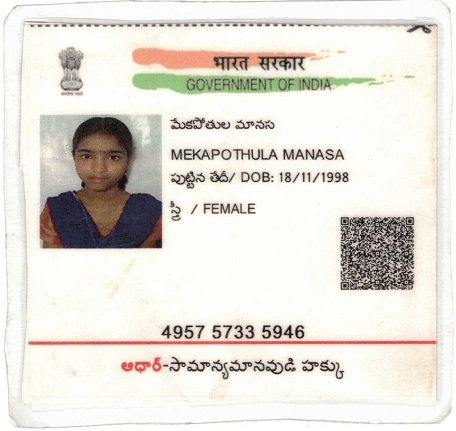 भारत सरकार
GOVERNMENT OF INDIA
మేకపోతుల మానస
MEKAPOTHULA MANASA
పుట్టిన తేదీ/ DOB: 18/11/1998
స్త్రీ / FEMALE
4957 5733 5946
ఆధార్-సామాన్యమానవుడి హక్కు